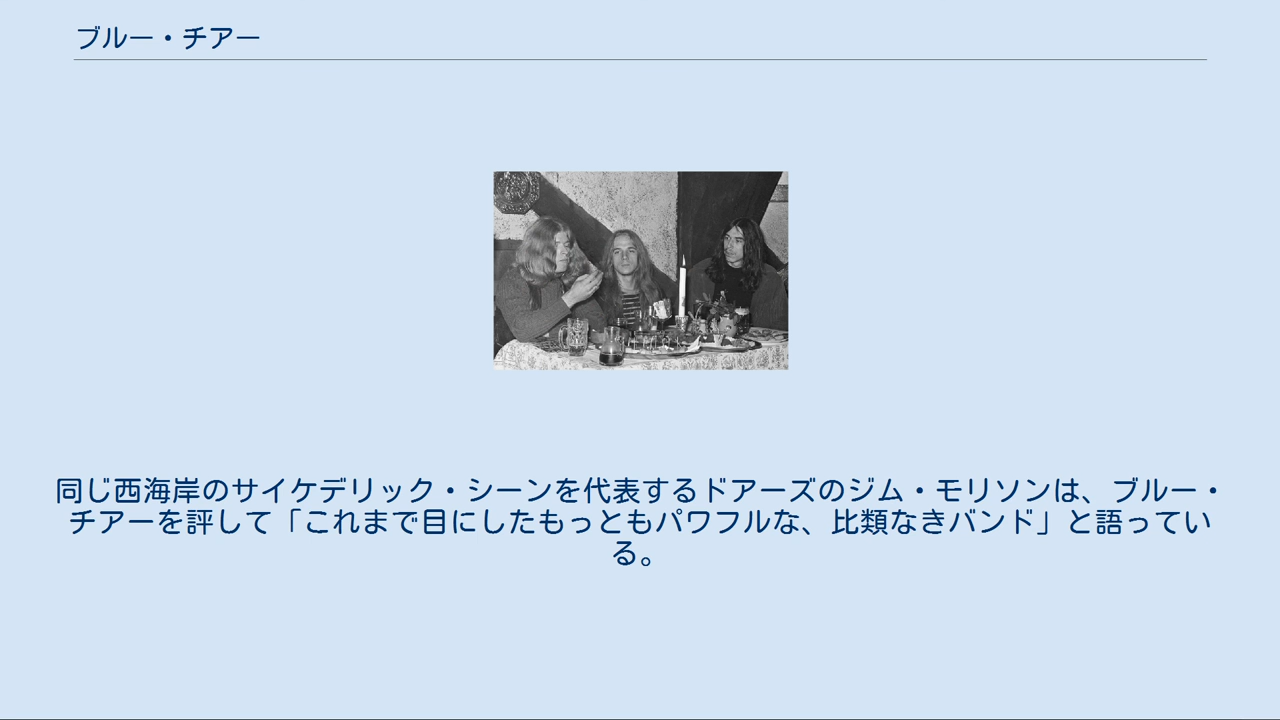 ブルー・チアー
同じ西海岸のサイケデリック・シーンを代表するドアーズのジム・モリソンは、ブルー・
チアーを評して「これまで目にしたもっともパワフルな、比類なきバンド」と語ってい
る。